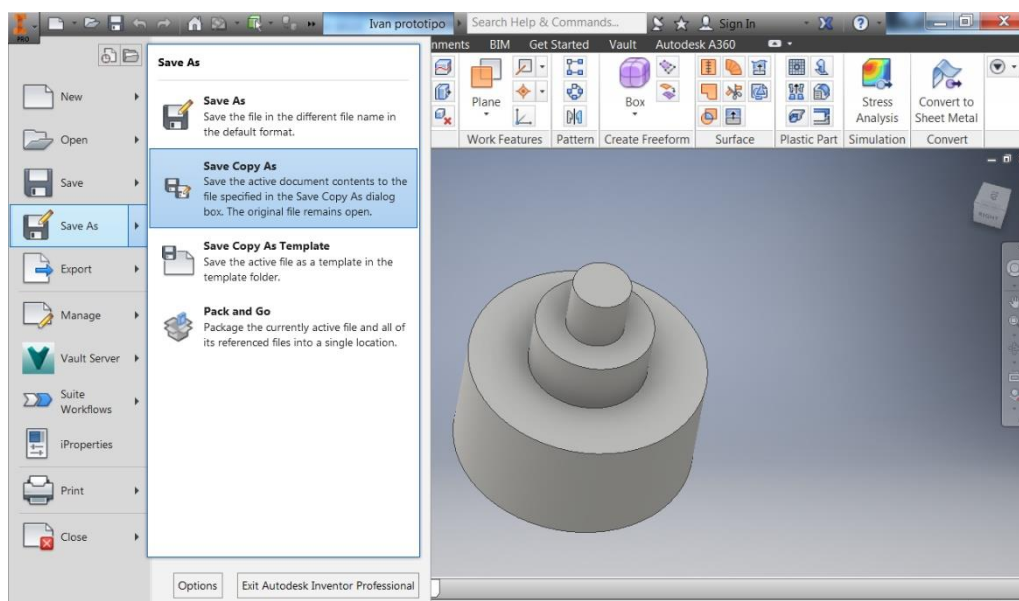 Ivan prototipo
Search Help & Commands...
Sign In
PRO
nments BIM Get Started Vault Autodesk A360
Save As
New
Save As
Save the file in the different file name in
the default format.
Open
Save Copy As
Save the active document contents to the
file specified in the Save Copy As dialog
box. The original file remains open.
Save
Save As
Save Copy As Template
Save the active file as a template in the
template folder.
Export
Pack and Go
Package the currently active file and all of
its referenced files into a single location.
Manage
Vault Server
Suite
Workflows
iProperties
Print
Close
Options
Exit Autodesk Inventor Professional
Plane
Box
Stress
Analysis
Convert to
Sheet Metal
Work Features
Pattern
Create Freeform
Surface
Plastic Part
Simulation
Convert
RIGHT